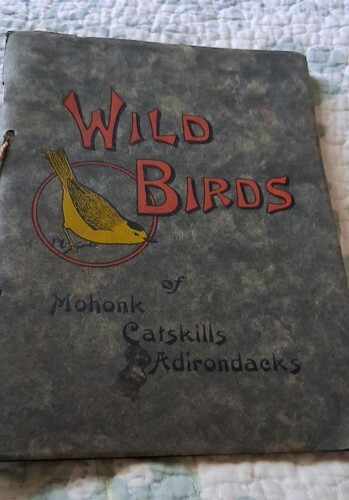 WILD
BIRDS
of
Mohonk
Catskills
Adirondacks